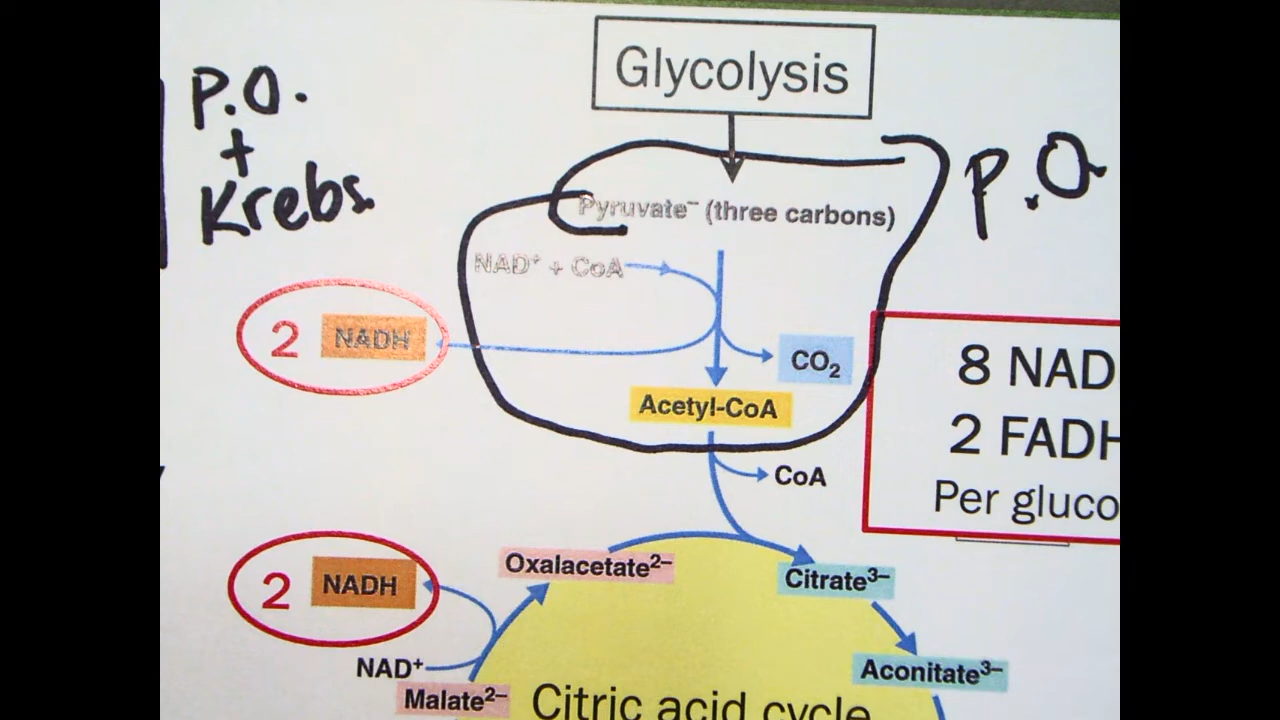 Glycolysis
P.O.
+
Krebs.
P.O
Pyruvate⁻ (three carbons)
NAD⁺ + CoA
2 NADH
CO₂
8 NAD
2 FADH
Per gluco
Acetyl-CoA
CoA
Oxalacetate²⁻
Citrate³⁻
2 NADH
NAD⁺
Malate²⁻
Aconitate³⁻
Citric acid cycle